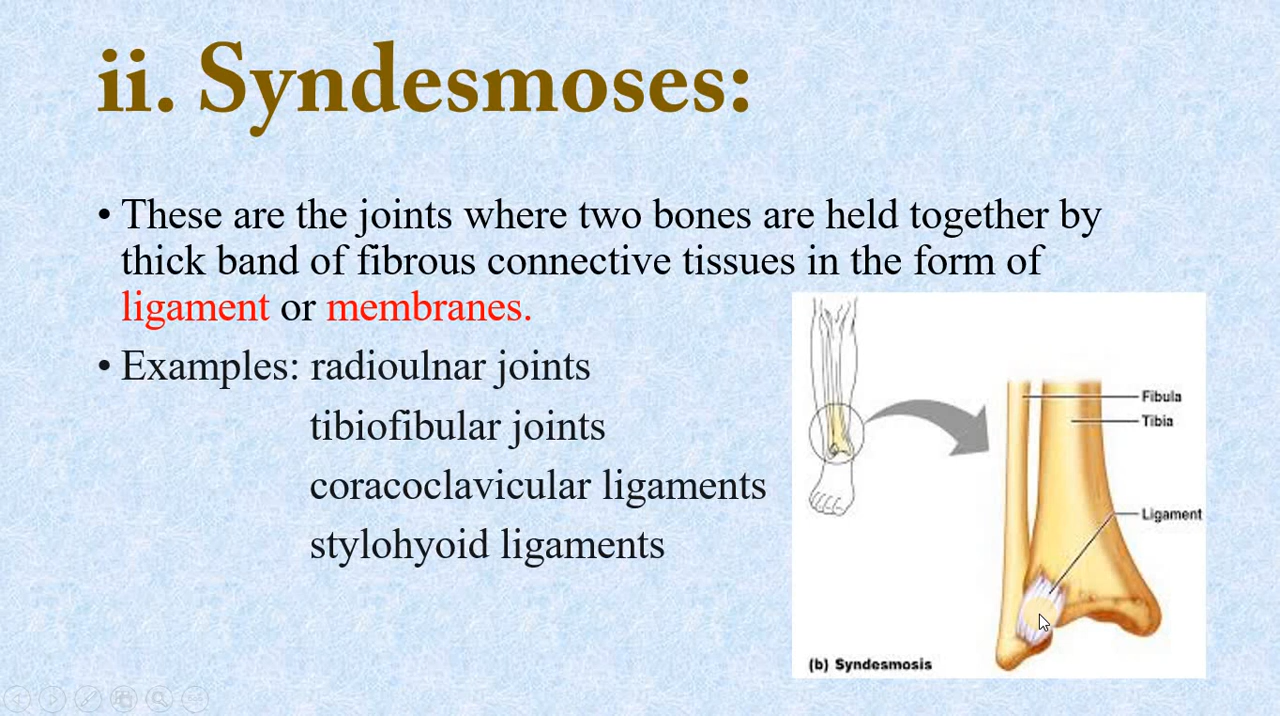 ii. Syndesmoses:
• These are the joints where two bones are held together by
thick band of fibrous connective tissues in the form of
ligament or membranes.
• Examples: radioulnar joints
tibiofibular joints
coracoclavicular ligaments
stylohyoid ligaments
Fibula
Tibia
Ligament
(b) Syndesmosis